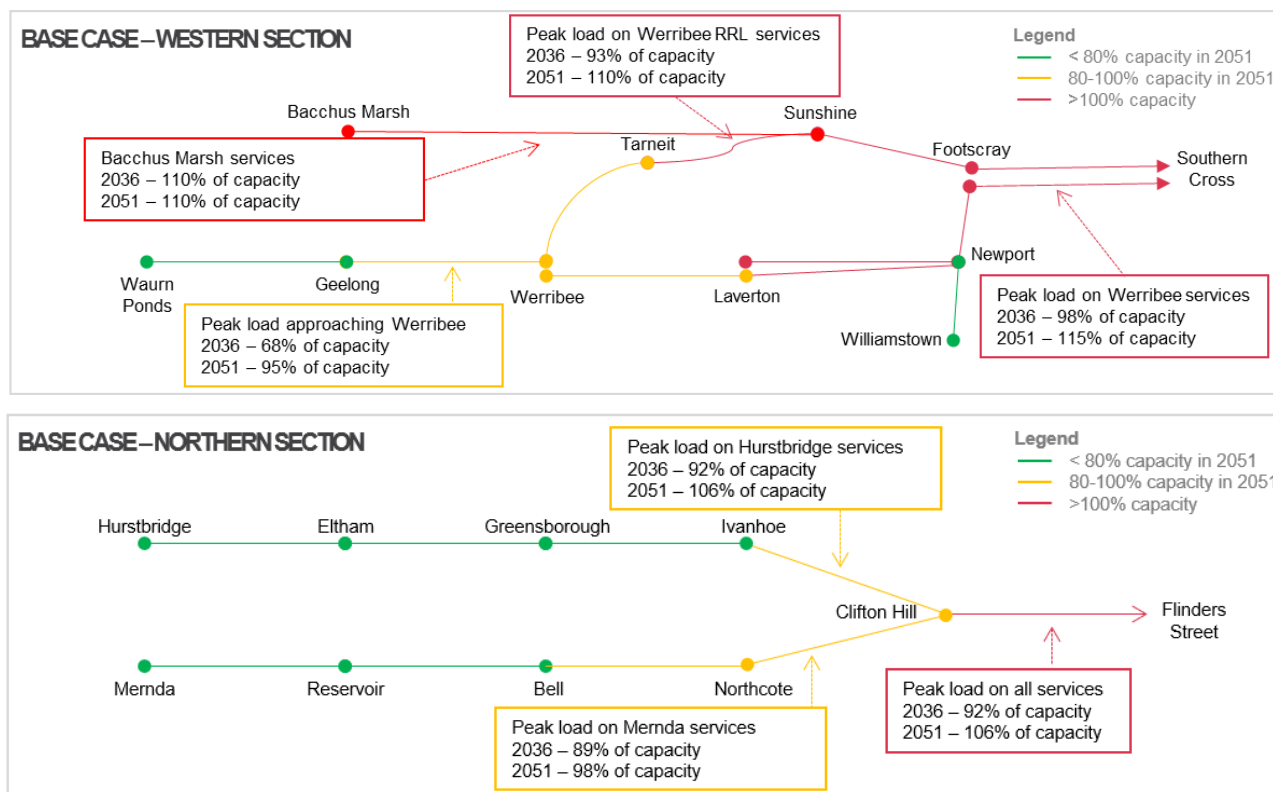 BASE CASE – WESTERN SECTION
Peak load on Werribee RRL services
2036 – 93% of capacity
2051 – 110% of capacity
Legend
< 80% capacity in 2051
80-100% capacity in 2051
>100% capacity
Bacchus Marsh
Sunshine
Tarneit
Footscray
Southern
Cross
Bacchus Marsh services
2036 – 110% of capacity
2051 – 110% of capacity
Waurn
Ponds
Geelong
Werribee
Laverton
Newport
Williamstown
Peak load approaching Werribee
2036 – 68% of capacity
2051 – 95% of capacity
Peak load on Werribee services
2036 – 98% of capacity
2051 – 115% of capacity
BASE CASE – NORTHERN SECTION
Peak load on Hurstbridge services
2036 – 92% of capacity
2051 – 106% of capacity
Legend
< 80% capacity in 2051
80-100% capacity in 2051
>100% capacity
Hurstbridge
Eltham
Greensborough
Ivanhoe
Clifton Hill
Flinders
Street
Mernda
Reservoir
Bell
Northcote
Peak load on Mernda services
2036 – 89% of capacity
2051 – 98% of capacity
Peak load on all services
2036 – 92% of capacity
2051 – 106% of capacity